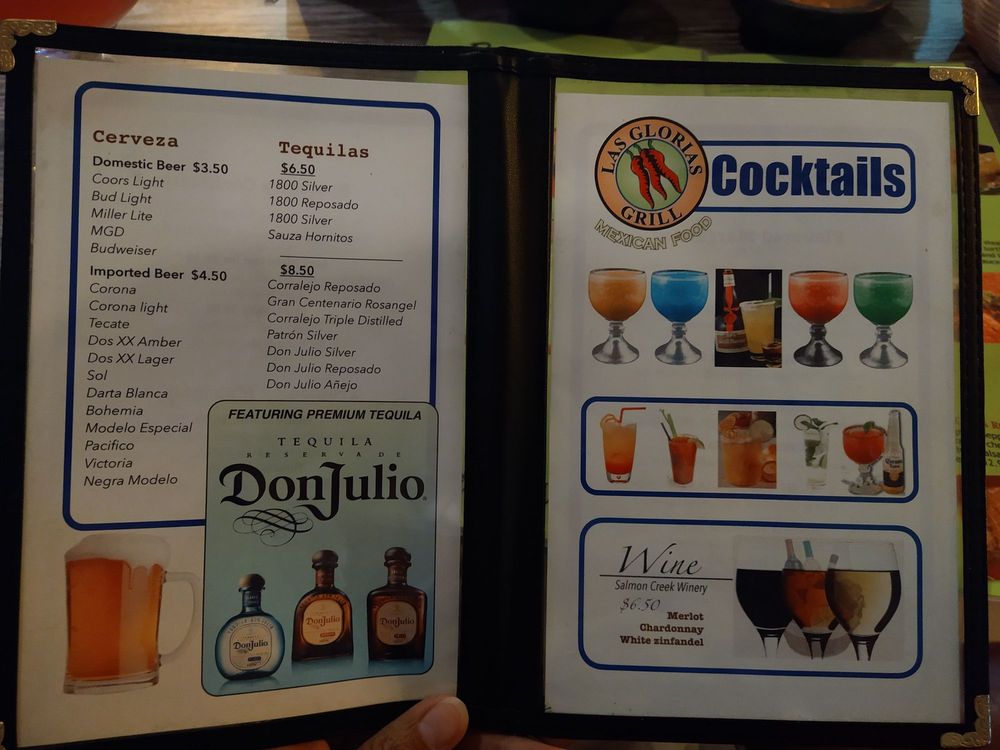 Cerveza
Domestic Beer $3.50
Coors Light
Bud Light
Miller Lite
MGD
Budweiser
Imported Beer $4.50
Corona
Corona light
Tecate
Dos XX Amber
Dos XX Lager
Sol
Darta Blanca
Bohemia
Modelo Especial
Pacifico
Victoria
Negra Modelo
Tequilas
$6.50
1800 Silver
1800 Reposado
1800 Silver
Sauza Hornitos
$8.50
Corralejo Reposado
Gran Centenario Rosangel
Corralejo Triple Distilled
Patrón Silver
Don Julio Silver
Don Julio Reposado
Don Julio Añejo
FEATURING PREMIUM TEQUILA
TEQUILA
RESERVA DE
DonJulio
DonJulio
DonJulio
DonJulio
LAS GLORIAS
GRILL
MEXICAN FOOD
Cocktails
Wine
Salmon Creek Winery
$6.50
Merlot
Chardonnay
White zinfandel